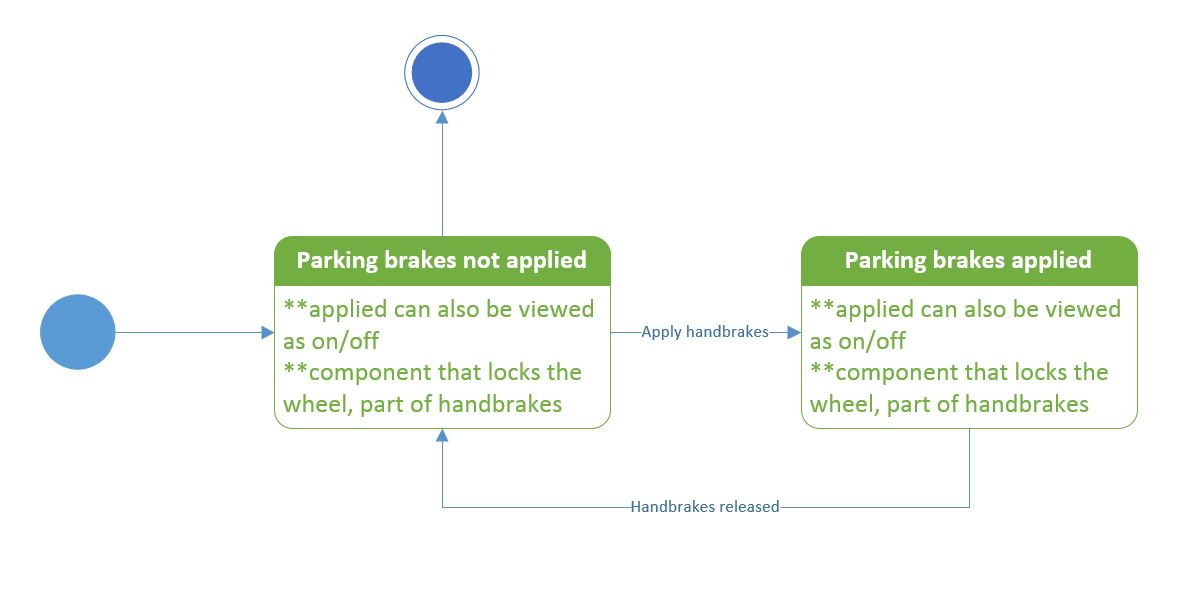 Parking brakes not applied
**applied can also be viewed
as on/off
**component that locks the
wheel, part of handbrakes
Apply handbrakes
Parking brakes applied
**applied can also be viewed
as on/off
**component that locks the
wheel, part of handbrakes
Handbrakes released